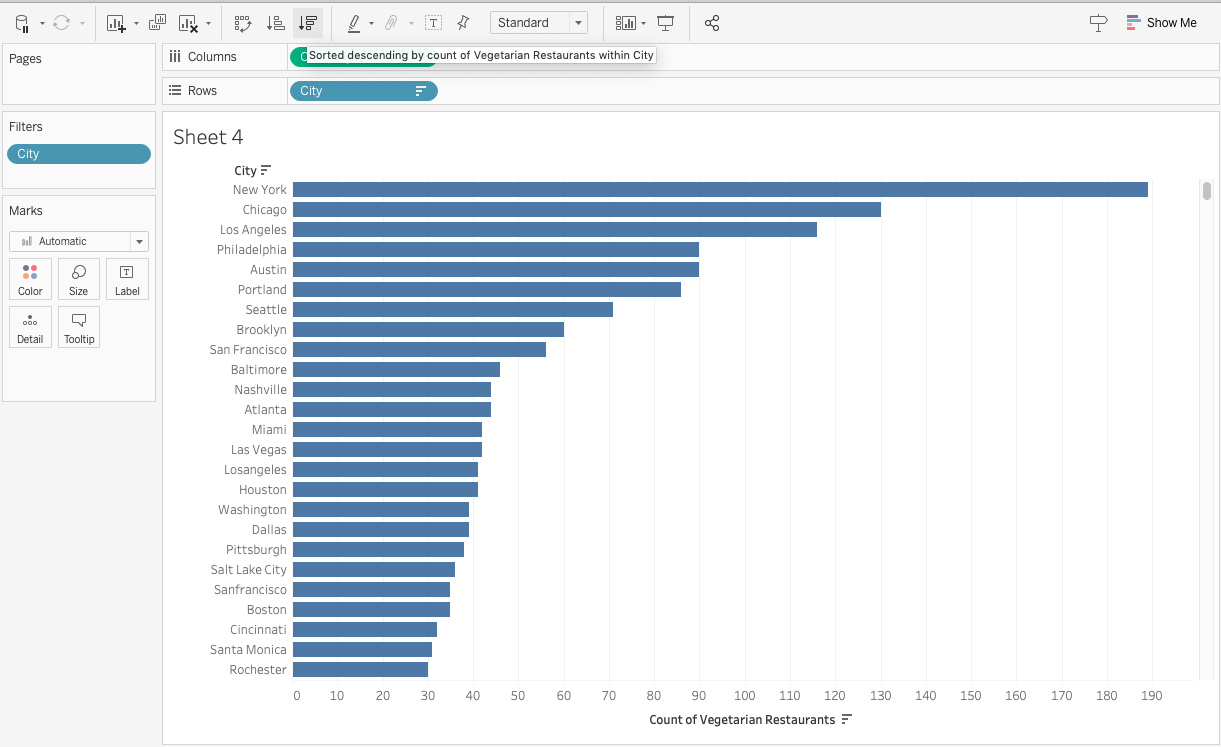 Standard
Show Me
Pages
Columns
C
Sorted descending by count of Vegetarian Restaurants within City
Rows
City
Filters
City
Marks
Automatic
Color
Size
Label
Detail
Tooltip
Sheet 4
City
New York
Chicago
Los Angeles
Philadelphia
Austin
Portland
Seattle
Brooklyn
San Francisco
Baltimore
Nashville
Atlanta
Miami
Las Vegas
Losangeles
Houston
Washington
Dallas
Pittsburgh
Salt Lake City
Sanfrancisco
Boston
Cincinnati
Santa Monica
Rochester
0 10 20 30 40 50 60 70 80 90 100 110 120 130 140 150 160 170 180 190
Count of Vegetarian Restaurants